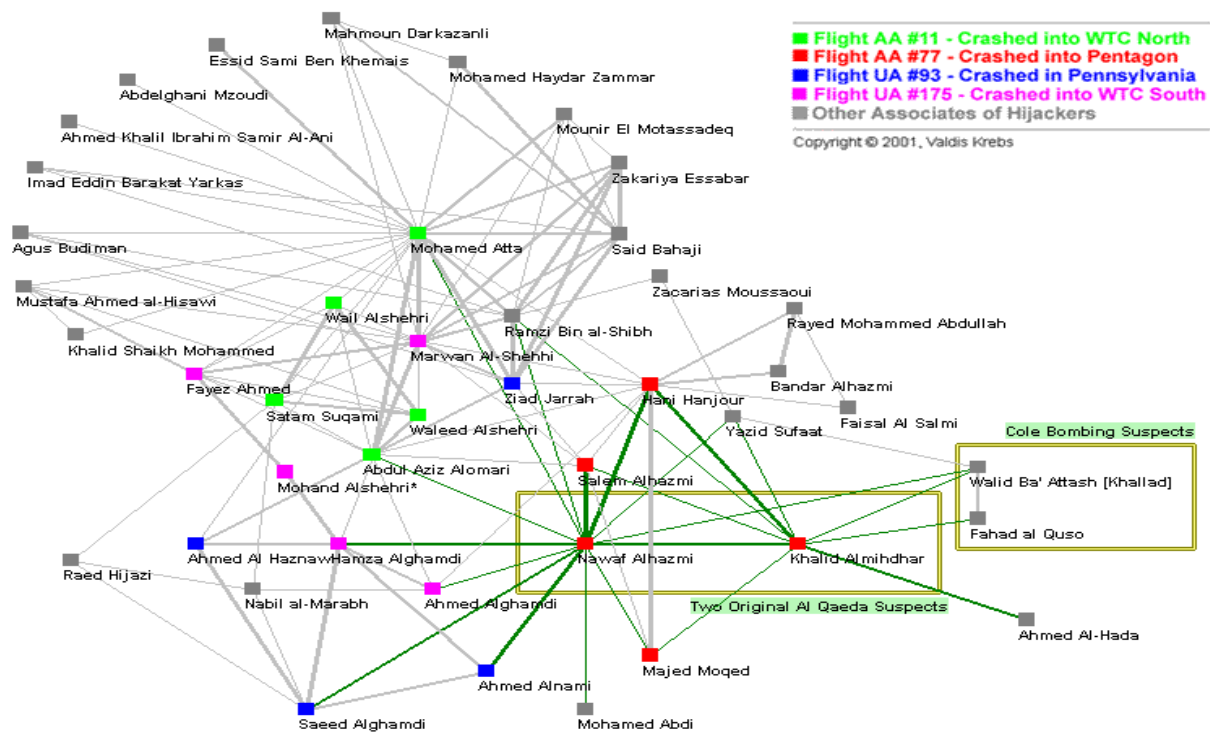 Mahmoun Darkazanli
Essid Sami Ben Khemais
Mohamed Haydar Zammar
Abdelghani Mzoudi
Mounir El Motassadeq
Ahmed Khalil Ibrahim Samir Al-Ani
Zakariya Essabar
Imad Eddin Barakat Yarkas
Agus Budiman
Mohamed Atta
Said Bahaji
Mustafa Ahmed al-Hisawi
Zacarias Moussaoui
Wail Alshehri
Ramzi Bin al-Shibh
Rayed Mohammed Abdullah
Khalid Shaikh Mohammed
Marwan Al-Shehhi
Fayez Ahmed
Ziad Jarrah
Hani Hanjour
Bandar Alhazmi
Satam Suqami
Waleed Alshehri
Yazid Sufaat
Faisal Al Salmi
Cole Bombing Suspects
Abdul Aziz Alomari
Mohand Alshehri*
Salem Alhazmi
Walid Ba' Attash [Khallad]
Fahad al Quso
Ahmed Al Haznawi
Hamza Alghamdi
Nawaf Alhazmi
Khalid Almihdhar
Raed Hijazi
Nabil al-Marabh
Ahmed Alghamdi
Two Original Al Qaeda Suspects
Ahmed Al-Hada
Majed Moqed
Ahmed Alnami
Saeed Alghamdi
Mohamed Abdi
Flight AA #11 - Crashed into WTC North
Flight AA #77 - Crashed into Pentagon
Flight UA #93 - Crashed in Pennsylvania
Flight UA #175 - Crashed into WTC South
Other Associates of Hijackers
Copyright © 2001, Valdis Krebs